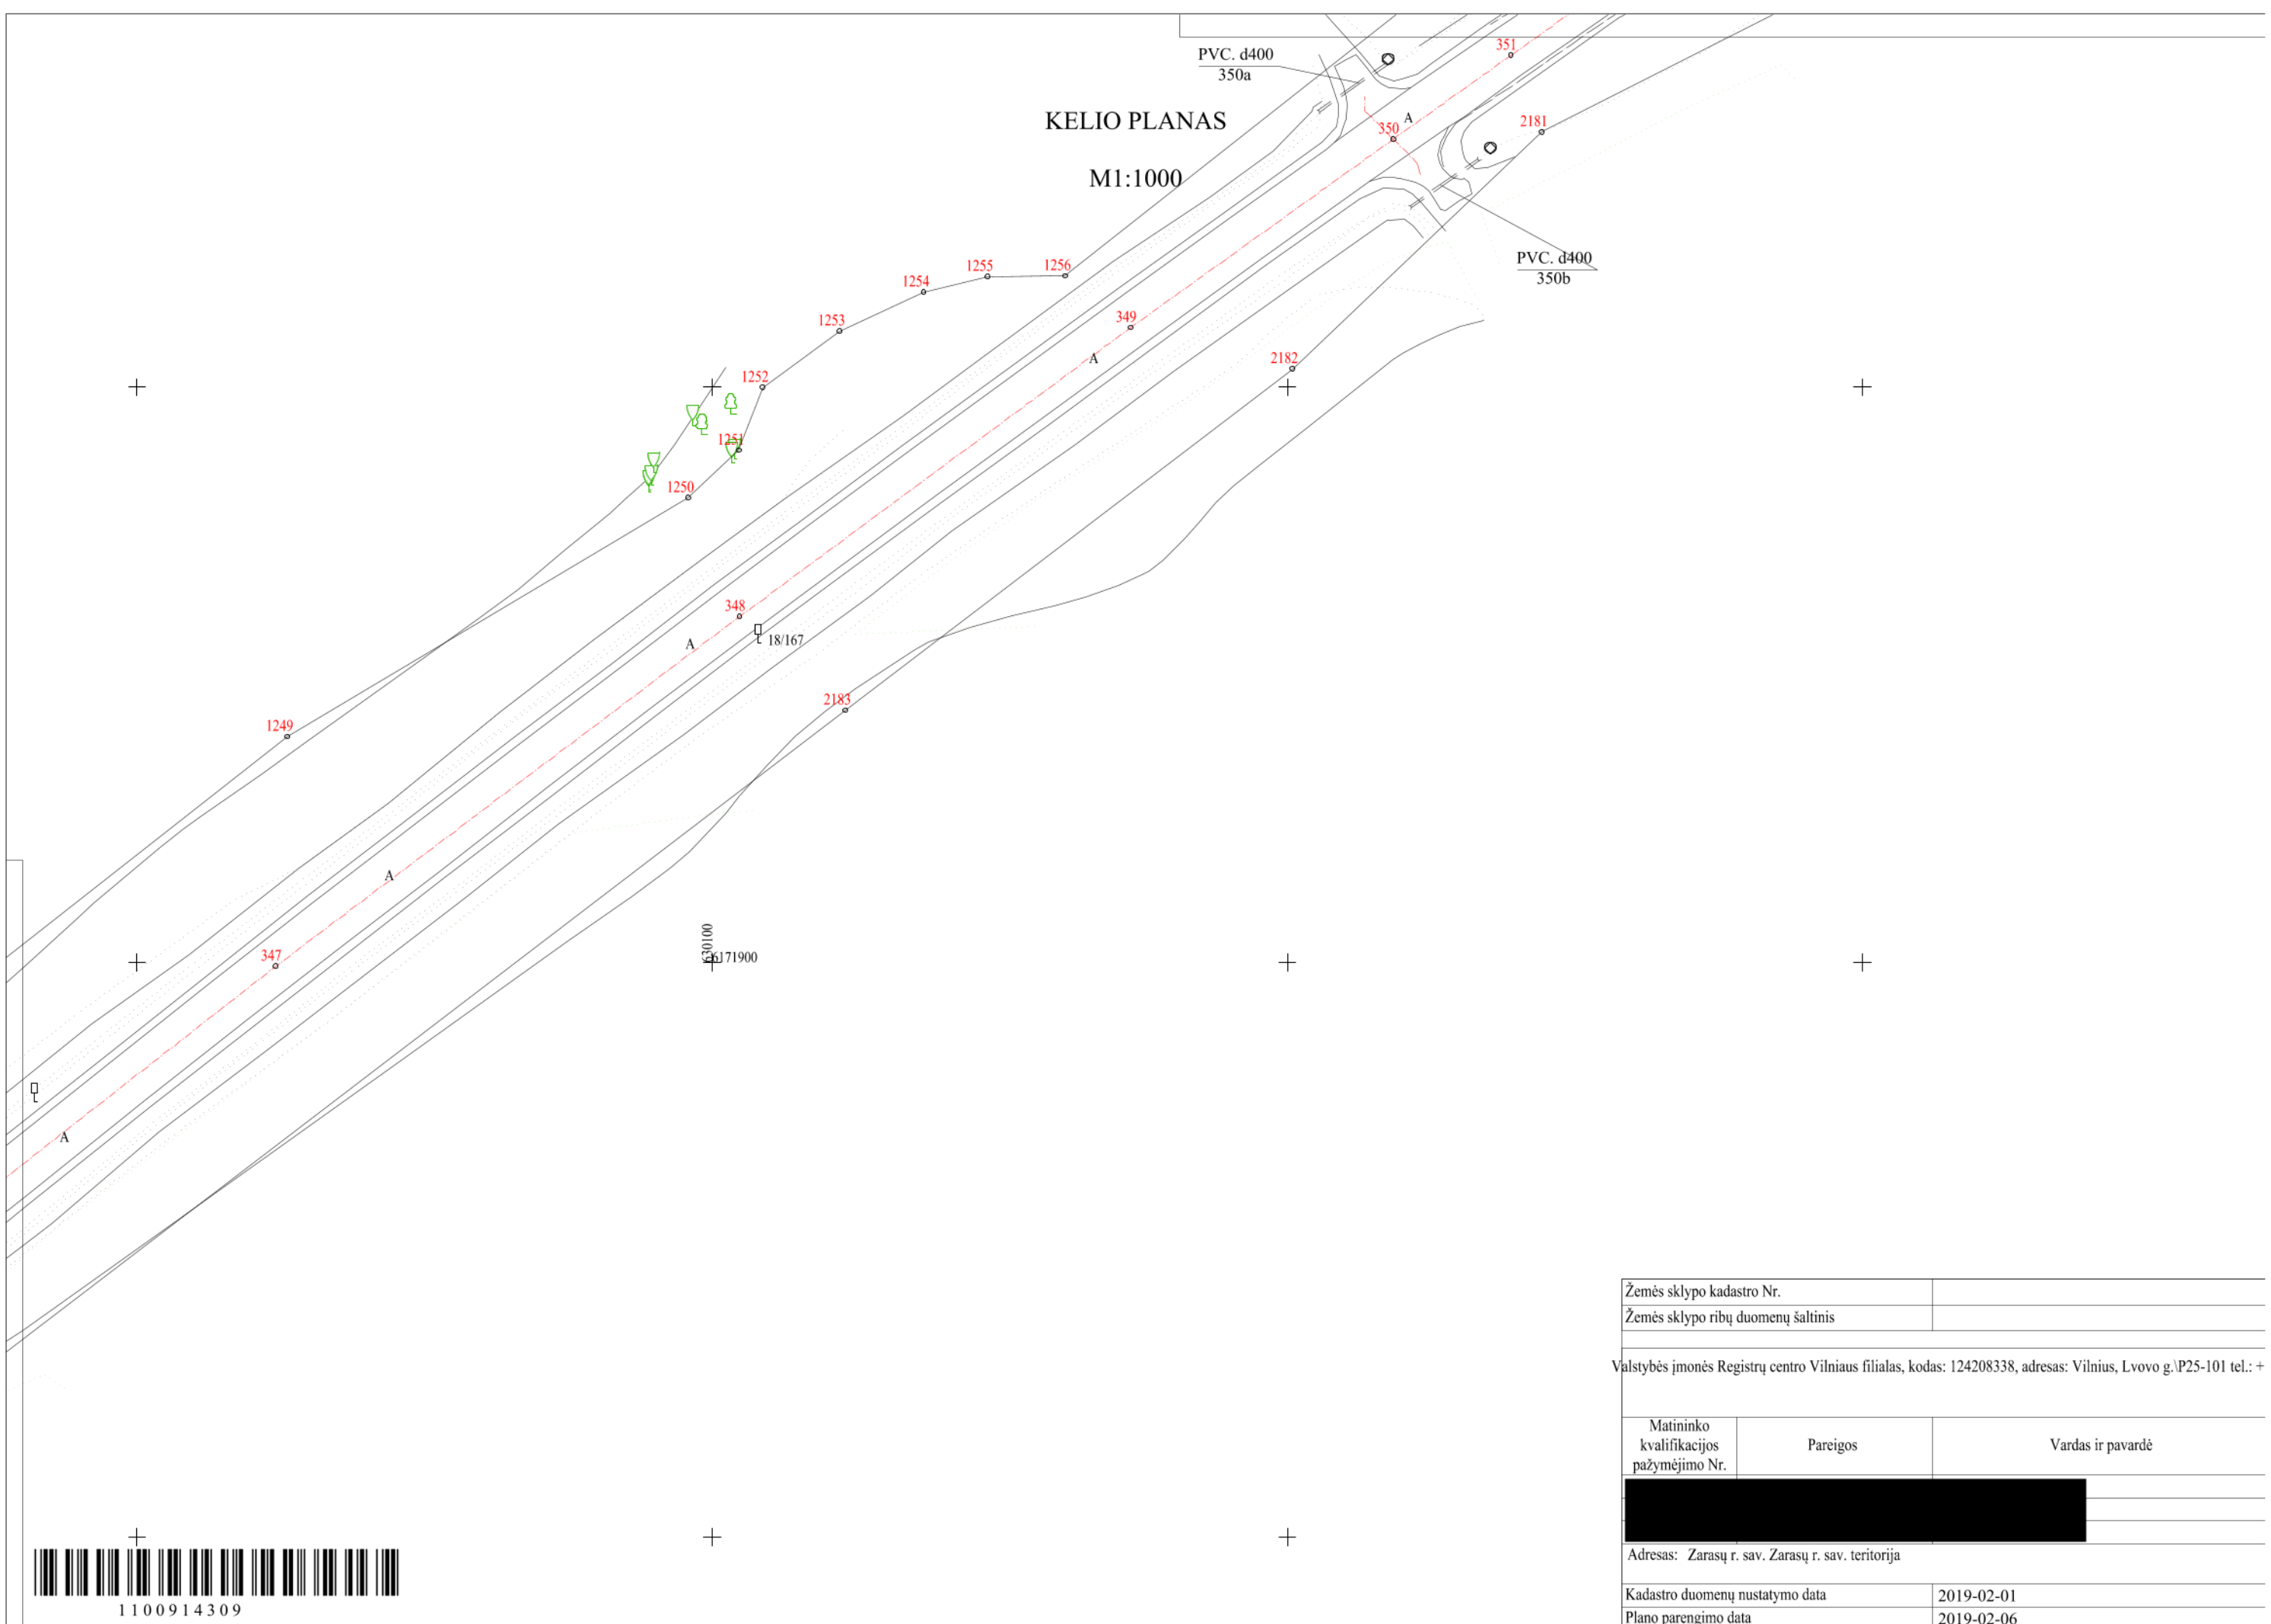 351
PVC. d400
350a
KELIO PLANAS
A
350
2181
M1:1000
PVC. d400
350b
1256
1255
1254
1253
349
A
2182
1252
1251
1250
348
A
18/167
2183
1249
A
347
6171900
A
Žemės sklypo kadastro Nr.
Žemės sklypo ribų duomenų šaltinis
Valstybės įmonės Registrų centro Vilniaus filialas, kodas: 124208338, adresas: Vilnius, Lvovo g.\P25-101 tel.: +
Matininko kvalifikacijos pažymėjimo Nr.
Pareigos
Vardas ir pavardė
Adresas: Zarasų r. sav. Zarasų r. sav. teritorija
Kadastro duomenų nustatymo data 2019-02-01
Plano parengimo data 2019-02-06
1100914309